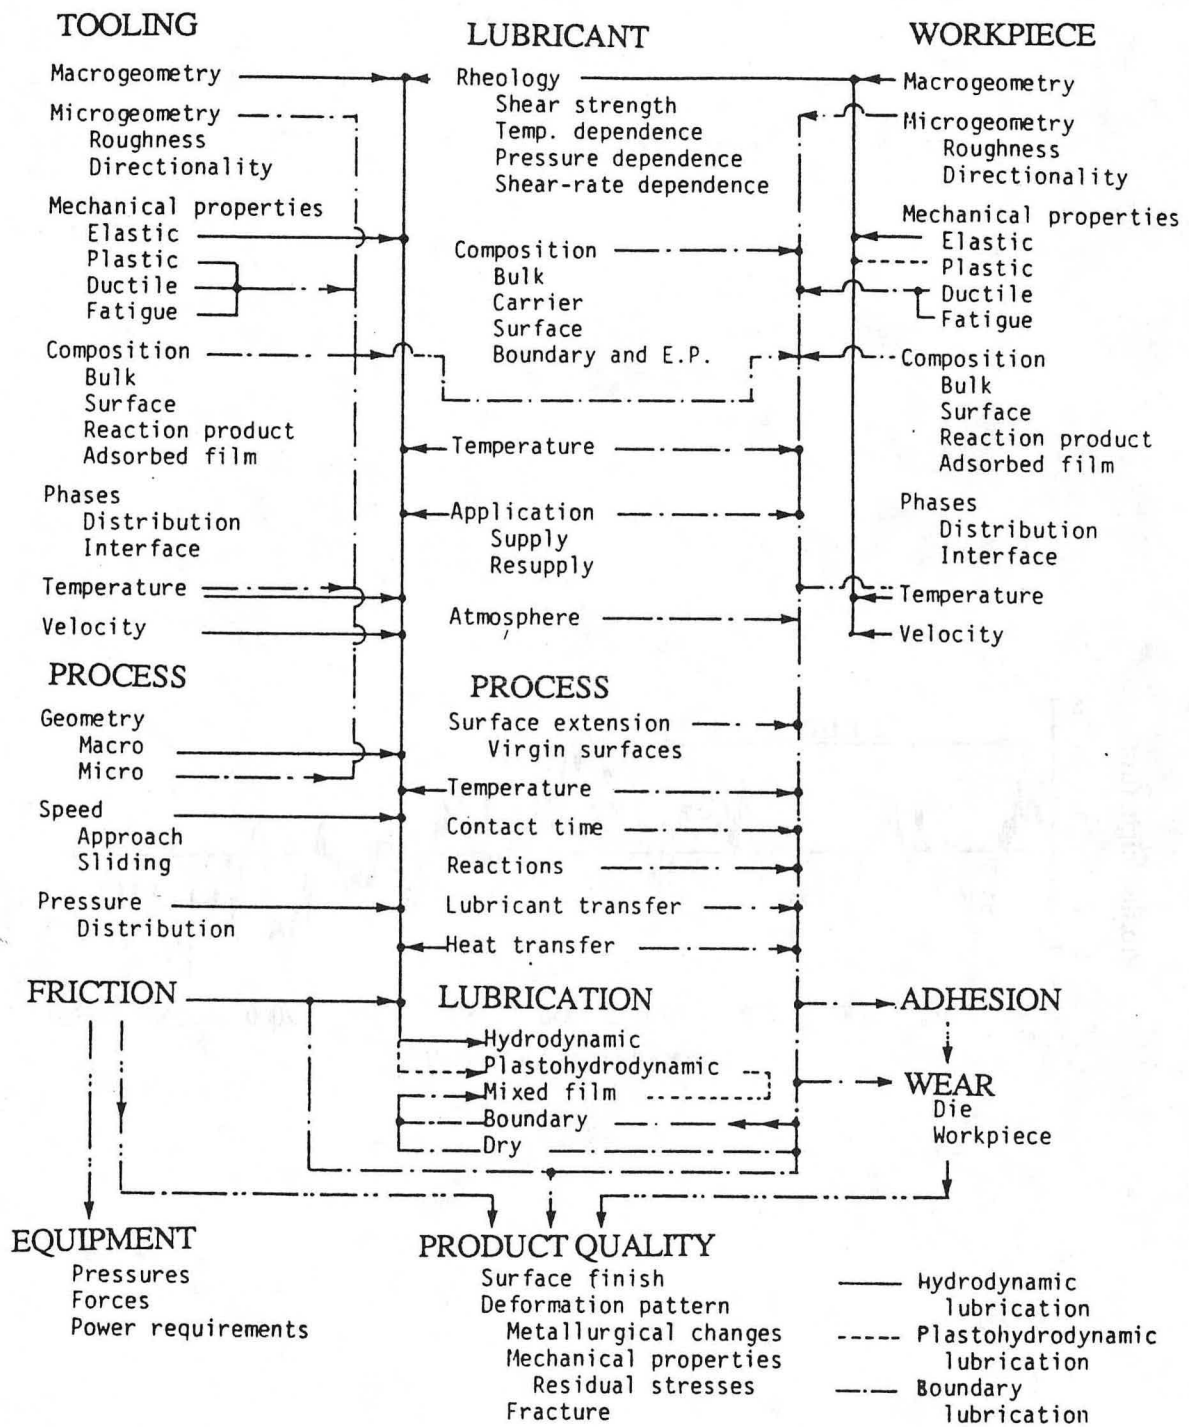 TOOLING
Macrogeometry
Microgeometry
Roughness
Directionality
Mechanical properties
Elastic
Plastic
Ductile
Fatigue
Composition
Bulk
Surface
Reaction product
Adsorbed film
Phases
Distribution
Interface
Temperature
Velocity
PROCESS
Geometry
Macro
Micro
Speed
Approach
Sliding
Pressure
Distribution
FRICTION
EQUIPMENT
Pressures
Forces
Power requirements
LUBRICANT
Rheology
Shear strength
Temp. dependence
Pressure dependence
Shear-rate dependence
Composition
Bulk
Carrier
Surface
Boundary and E.P.
Temperature
Application
Supply
Resupply
Atmosphere
PROCESS
Surface extension
Virgin surfaces
Temperature
Contact time
Reactions
Lubricant transfer
Heat transfer
LUBRICATION
Hydrodynamic
Plastohydrodynamic
Mixed film
Boundary
Dry
PRODUCT QUALITY
Surface finish
Deformation pattern
Metallurgical changes
Mechanical properties
Residual stresses
Fracture
WORKPIECE
Macrogeometry
Microgeometry
Roughness
Directionality
Mechanical properties
Elastic
Plastic
Ductile
Fatigue
Composition
Bulk
Surface
Reaction product
Adsorbed film
Phases
Distribution
Interface
Temperature
Velocity
ADHESION
WEAR
Die
Workpiece
Hydrodynamic
lubrication
Plastohydrodynamic
lubrication
Boundary
lubrication